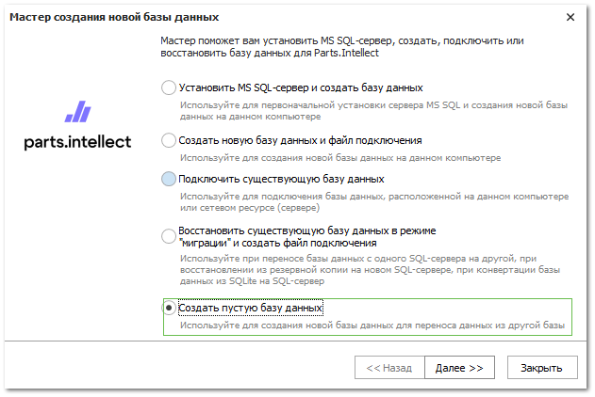 Мастер создания новой базы данных
Мастер поможет вам установить MS SQL-сервер, создать, подключить или
восстановить базу данных для Parts.Intellect
parts.intellect
Установить MS SQL-сервер и создать базу данных
Используйте для первоначальной установки сервера MS SQL и создания новой базы
данных на данном компьютере
Создать новую базу данных и файл подключения
Используйте для создания новой базы данных на данном компьютере
Подключить существующую базу данных
Используйте для подключения базы данных, расположенной на данном компьютере
или сетевом ресурсе (сервере)
Восстановить существующую базу данных в режиме
"миграции" и создать файл подключения
Используйте при переносе базы данных с одного SQL-сервера на другой, при
восстановлении из резервной копии на новом SQL-сервере, при конвертации базы
данных из SQLite на SQL-сервер
Создать пустую базу данных
Используйте для создания новой базы данных для переноса данных из другой базы
<< Назад
Далее >>
Закрыть